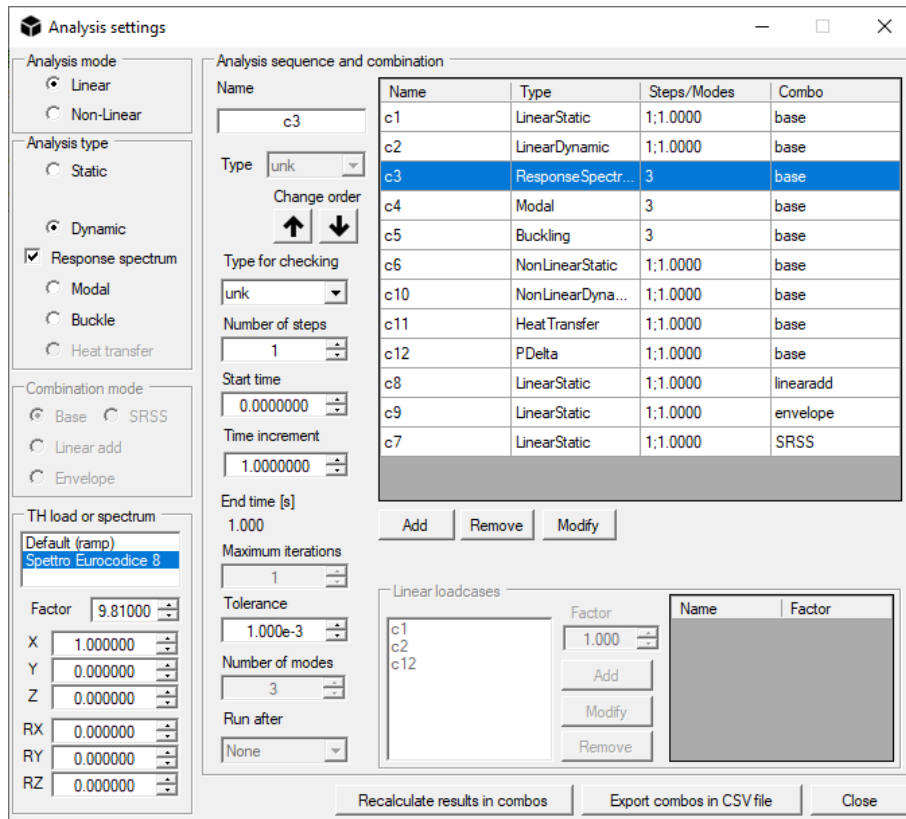 Analysis settings
Analysis mode
Linear
Non-Linear
Analysis type
Static
Dynamic
Response spectrum
Modal
Buckle
Heat transfer
Combination mode
Base SRSS
Linear add
Envelope
TH load or spectrum
Default (ramp)
Spettro Eurocodice 8
Factor 9.81000
X 1.000000
Y 0.000000
Z 0.000000
RX 0.000000
RY 0.000000
RZ 0.000000
Analysis sequence and combination
Name
c3
Type unk
Change order
Type for checking
unk
Number of steps
1
Start time
0.0000000
Time increment
1.0000000
End time [s]
1.000
Maximum iterations
1
Tolerance
1.000e-3
Number of modes
3
Run after
None
Name Type Steps/Modes Combo
c1 LinearStatic 1;1.0000 base
c2 LinearDynamic 1;1.0000 base
c3 ResponseSpectr... 3 base
c4 Modal 3 base
c5 Buckling 3 base
c6 NonLinearStatic 1;1.0000 base
c10 NonLinearDyna... 1;1.0000 base
c11 HeatTransfer 1;1.0000 base
c12 PDelta 1;1.0000 base
c8 LinearStatic 1;1.0000 linearadd
c9 LinearStatic 1;1.0000 envelope
c7 LinearStatic 1;1.0000 SRSS
Add Remove Modify
Linear loadcases
c1
c2
c12
Factor
1.000
Add
Modify
Remove
Name Factor
Recalculate results in combos Export combos in CSV file Close